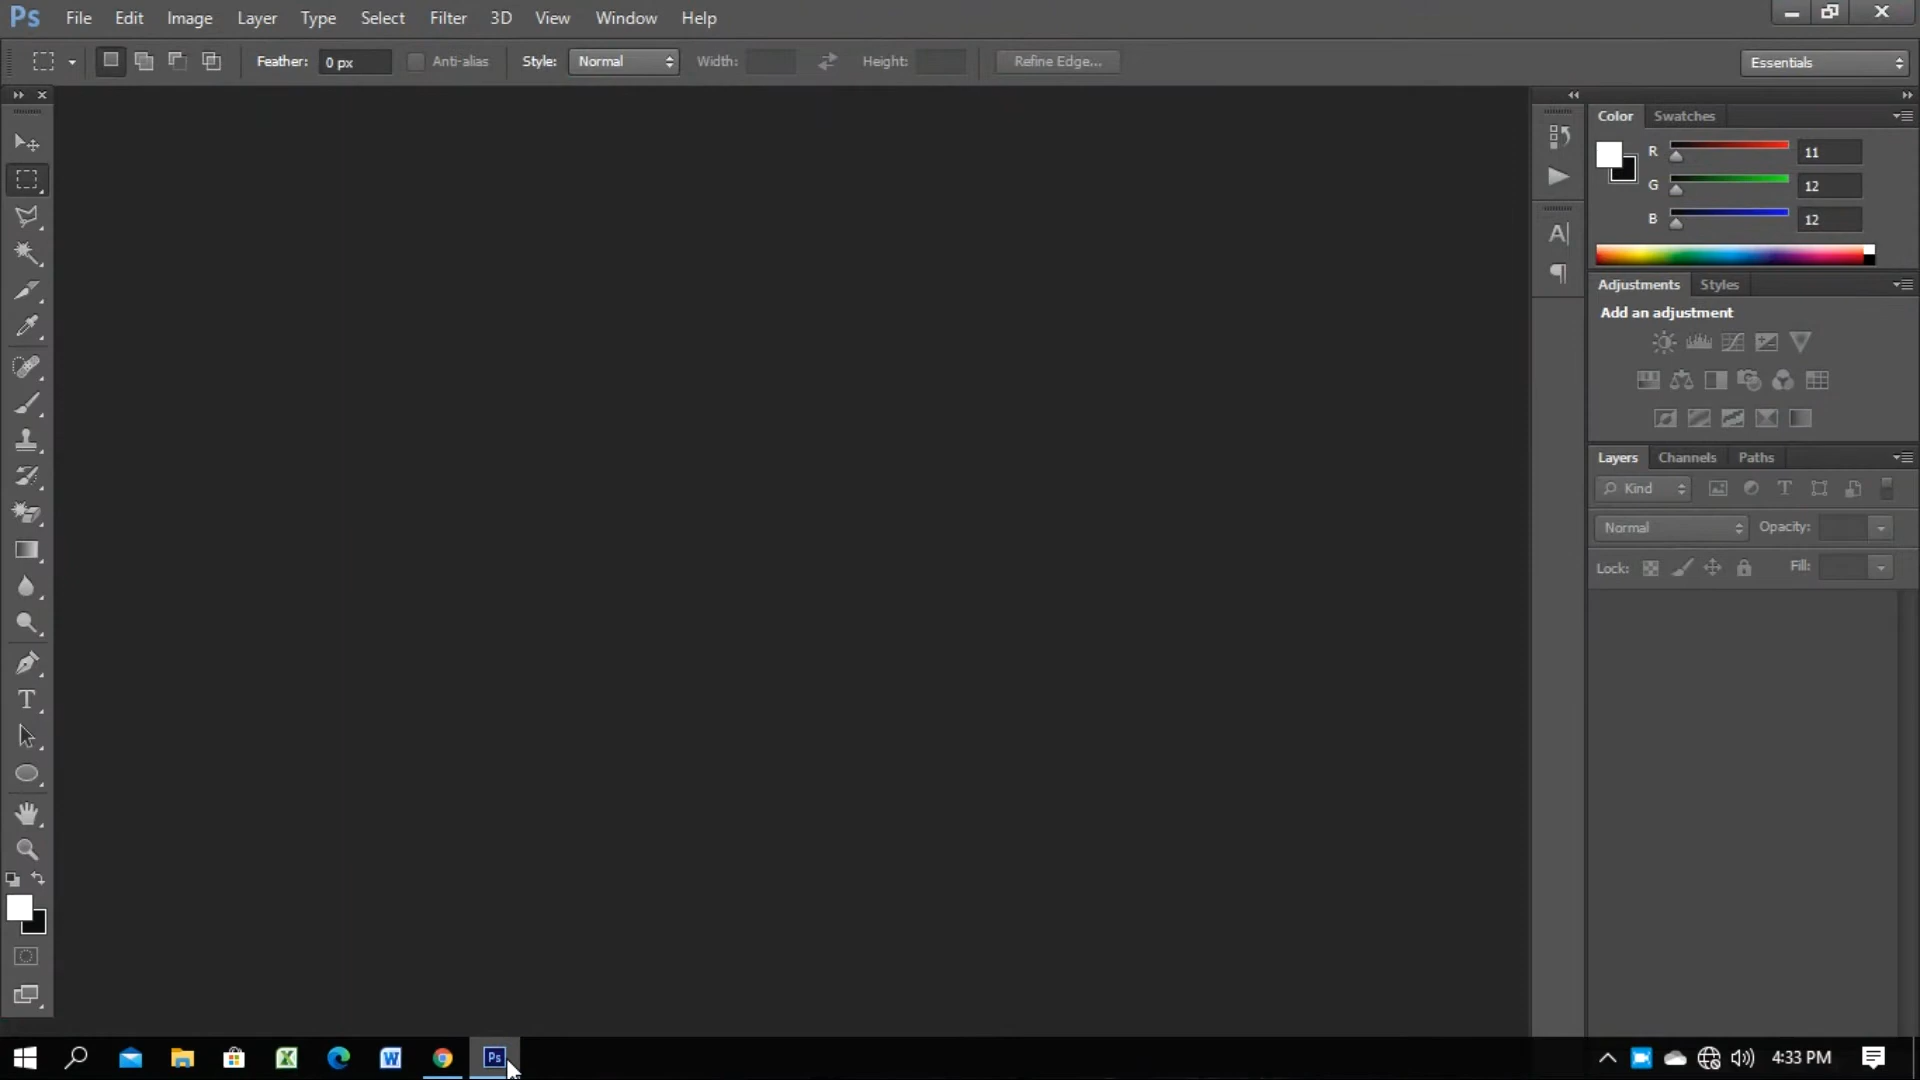 Ps File Edit Image Layer Type Select Filter 3D View Window Help
Feather: 0 px Anti-alias Style: Normal Width: Height: Refine Edge... Essentials
Color Swatches
R 11
G 12
B 12
Adjustments Styles
Add an adjustment
Layers Channels Paths
Kind
Normal Opacity:
Lock: Fill:
4:33 PM